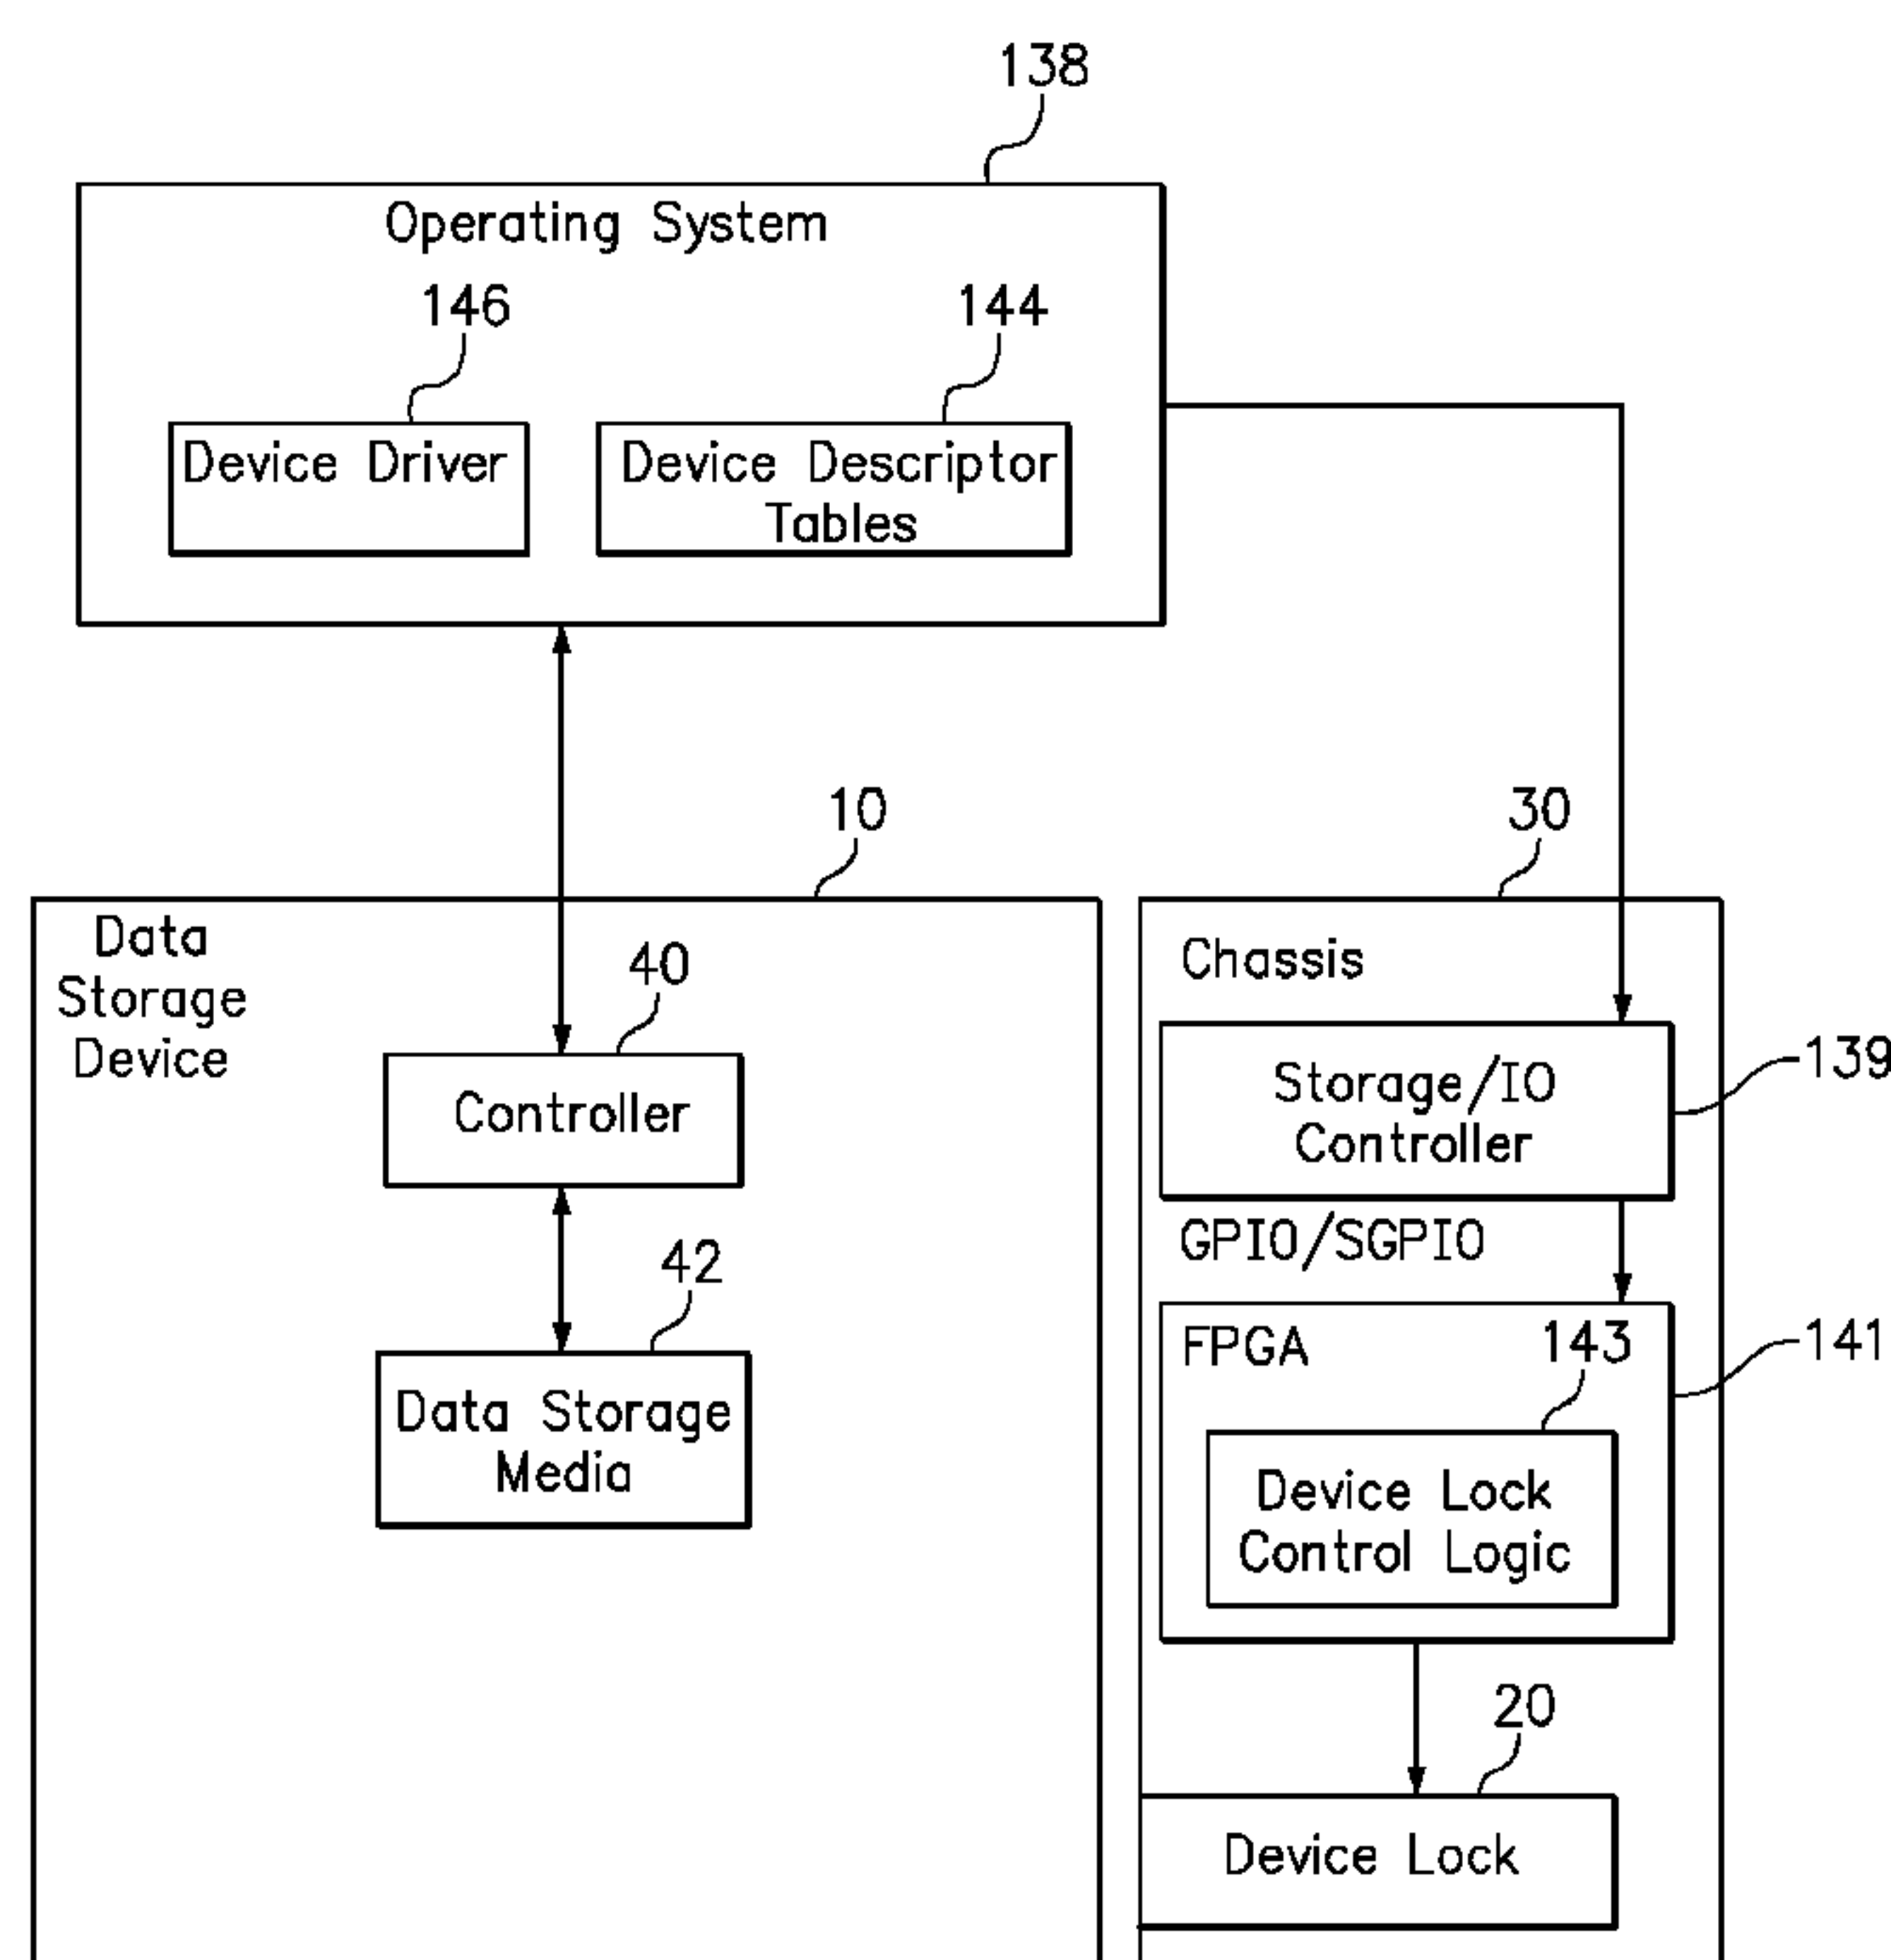 138
Operating System
146
144
Device Driver
Device Descriptor
Tables
10
30
Data
Storage
Device
40
Controller
42
Data Storage
Media
Chassis
Storage/IO
Controller
139
GPIO/SGPIO
FPGA
143
141
Device Lock
Control Logic
20
Device Lock